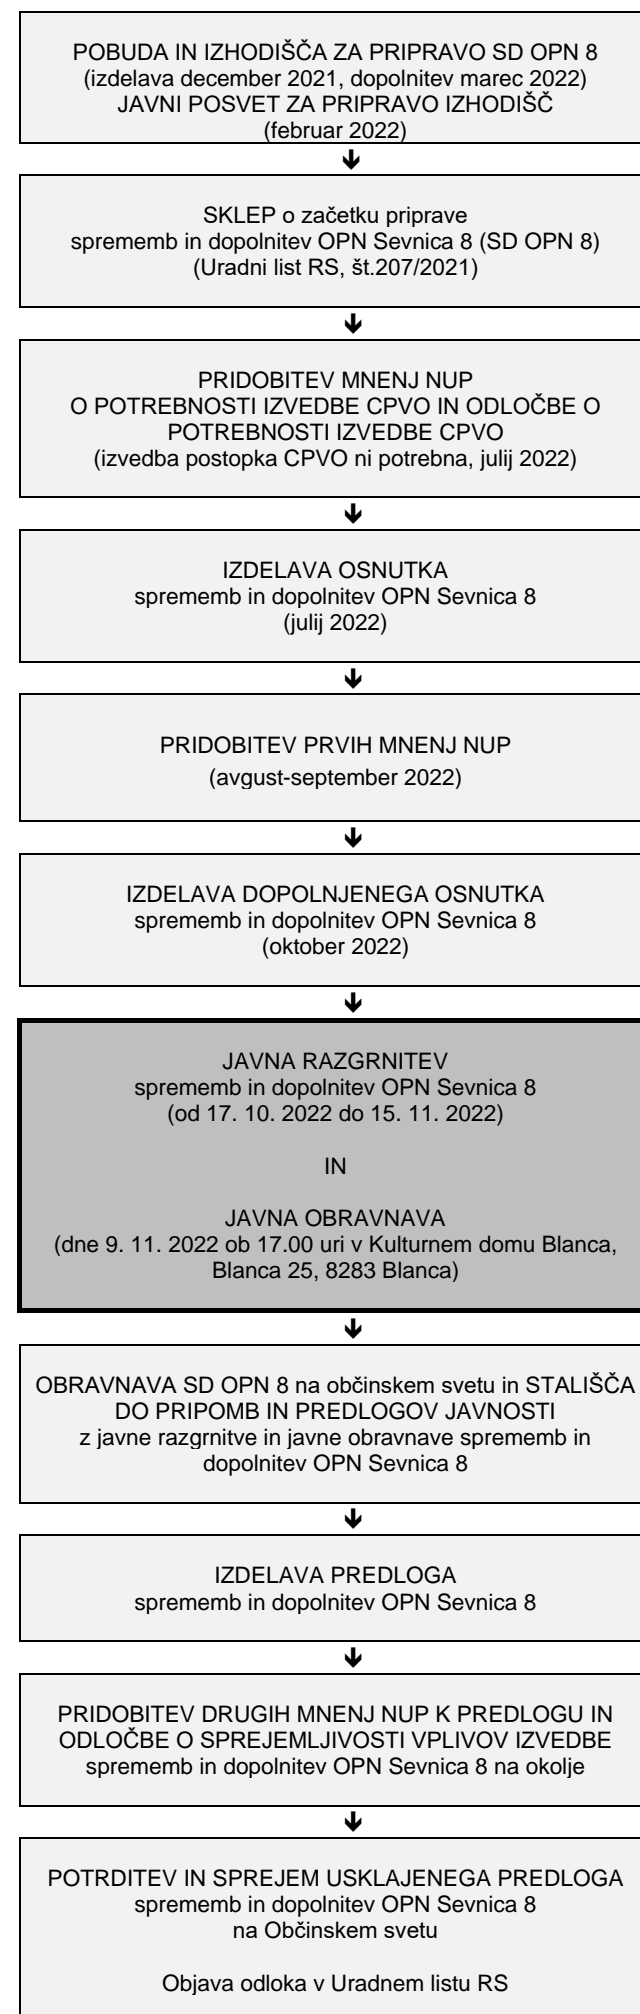 POBUDA IN IZHODIŠČA ZA PRIPRAVO SD OPN 8
(izdelava december 2021, dopolnitev marec 2022)
JAVNI POSVET ZA PRIPRAVO IZHODIŠČ
(februar 2022)
SKLEP o začetku priprave
sprememb in dopolnitev OPN Sevnica 8 (SD OPN 8)
(Uradni list RS, št.207/2021)
PRIDOBITEV MNENJ NUP
O POTREBNOSTI IZVEDBE CPVO IN ODLOČBE O
POTREBNOSTI IZVEDBE CPVO
(izvedba postopka CPVO ni potrebna, julij 2022)
IZDELAVA OSNUTKA
sprememb in dopolnitev OPN Sevnica 8
(julij 2022)
PRIDOBITEV PRVIH MNENJ NUP
(avgust-september 2022)
IZDELAVA DOPOLNJENEGA OSNUTKA
sprememb in dopolnitev OPN Sevnica 8
(oktober 2022)
JAVNA RAZGRNITEV
sprememb in dopolnitev OPN Sevnica 8
(od 17. 10. 2022 do 15. 11. 2022)
IN
JAVNA OBRAVNAVA
(dne 9. 11. 2022 ob 17.00 uri v Kulturnem domu Blanca,
Blanca 25, 8283 Blanca)
OBRAVNAVA SD OPN 8 na občinskem svetu in STALIŠČA
DO PRIPOMB IN PREDLOGOV JAVNOSTI
z javne razgrnitve in javne obravnave sprememb in
dopolnitev OPN Sevnica 8
IZDELAVA PREDLOGA
sprememb in dopolnitev OPN Sevnica 8
PRIDOBITEV DRUGIH MNENJ NUP K PREDLOGU IN
ODLOČBE O SPREJEMLJIVOSTI VPLIVOV IZVEDBE
sprememb in dopolnitev OPN Sevnica 8 na okolje
POTRDITEV IN SPREJEM USKLAJENEGA PREDLOGA
sprememb in dopolnitev OPN Sevnica 8
na Občinskem svetu
Objava odloka v Uradnem listu RS